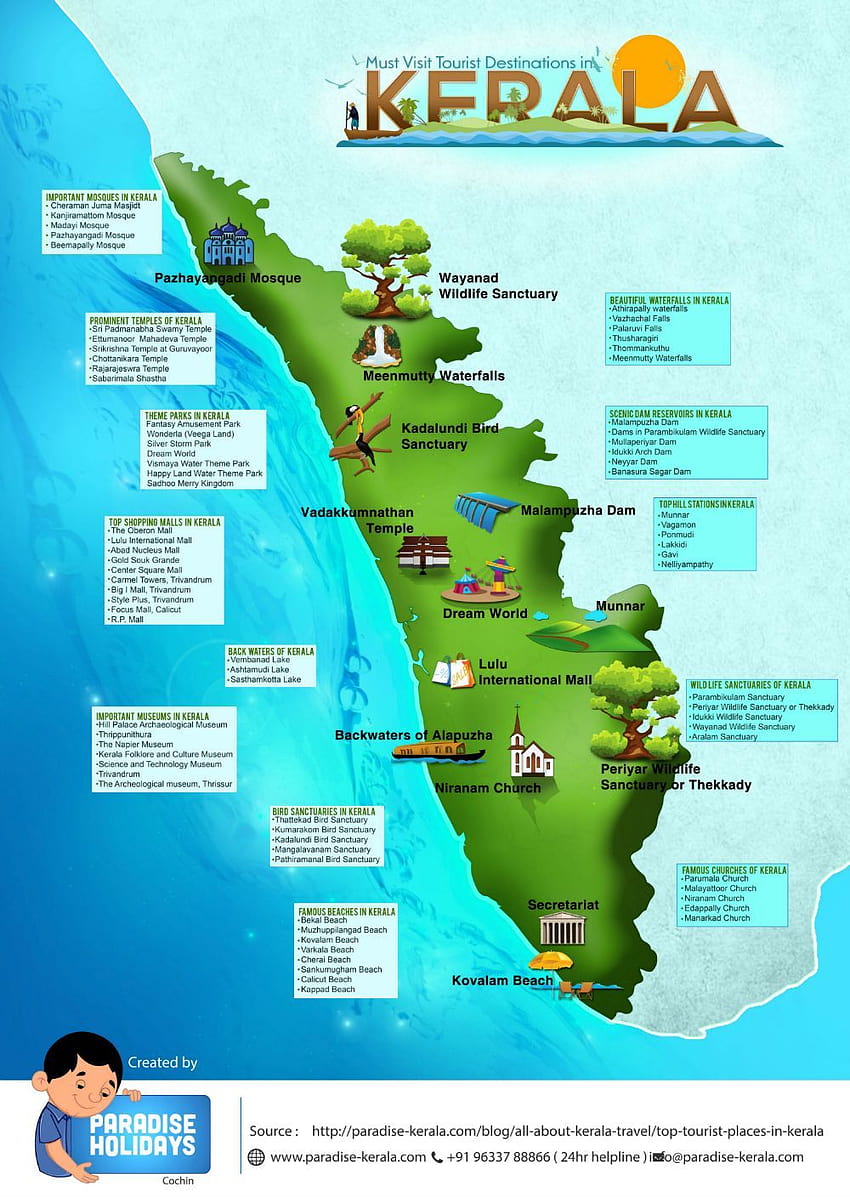 Must Visit Tourist Destinations in
KERALA
IMPORTANT MOSQUES IN KERALA
• Cheraman Juma Masjidt
• Kanjiramattom Mosque
• Madayi Mosque
• Pazhayangadi Mosque
• Beemapally Mosque
Pazhayangadi Mosque
Wayanad
Wildlife Sanctuary
PROMINENT TEMPLES OF KERALA
• Sri Padmanabha Swamy Temple
• Ettumanoor Mahadeva Temple
• Srikrishna Temple at Guruvayoor
• Chottanikara Temple
• Rajarajeswra Temple
• Sabarimala Shastha
BEAUTIFUL WATERFALLS IN KERALA
• Athirapally waterfalls
• Vazhachal Falls
• Palaruvi Falls
• Thusharagiri
• Thommankuthu
• Meenmutty Waterfalls
Meenmutty Waterfalls
THEME PARKS IN KERALA
Fantasy Amusement Park
Wonderla (Veega Land)
Silver Storm Park
Dream World
Vismaya Water Theme Park
Happy Land Water Theme Park
Sadhoo Merry Kingdom
Kadalundi Bird
Sanctuary
SCENIC DAM RESERVOIRS IN KERALA
• Malampuzha Dam
• Dams in Parambikulam Wildlife Sanctuary
• Mullaperiyar Dam
• Idukki Arch Dam
• Neyyar Dam
• Banasura Sagar Dam
Vadakkumnathan
Temple
Malampuzha Dam
TOP HILL STATIONS IN KERALA
• Munnar
• Vagamon
• Ponmudi
• Lakkidi
• Gavi
• Nelliyampathy
TOP SHOPPING MALLS IN KERALA
• The Oberon Mall
• Lulu International Mall
• Abad Nucleus Mall
• Gold Souk Grande
• Center Square Mall
• Carmel Towers, Trivandrum
• Big I Mall, Trivandrum
• Style Plus, Trivandrum
• Focus Mall, Calicut
• R.P. Mall
Dream World
Munnar
BACK WATERS OF KERALA
• Vembanad Lake
• Ashtamudi Lake
• Sasthamkotta Lake
Lulu
International Mall
WILD LIFE SANCTUARIES OF KERALA
• Parambikulam Sanctuary
• Periyar Wildlife Sanctuary or Thekkady
• Idukki Wildlife Sanctuary
• Wayanad Wildlife Sanctuary
• Aralam Sanctuary
IMPORTANT MUSEUMS IN KERALA
• Hill Palace Archaeological Museum
• Thrippunithura
• The Napier Museum
• Kerala Folklore and Culture Museum
• Science and Technology Museum
• Trivandrum
• The Archeological museum, Thrissur
Backwaters of Alapuzha
Niranam Church
Periyar Wildlife
Sanctuary or Thekkady
BIRD SANCTUARIES IN KERALA
• Thattekad Bird Sanctuary
• Kumarakom Bird Sanctuary
• Kadalundi Bird Sanctuary
• Mangalavanam Sanctuary
• Pathiramanal Bird Sanctuary
FAMOUS CHURCHES OF KERALA
• Parumala Church
• Malayattoor Church
• Niranam Church
• Edappally Church
• Manarkad Church
FAMOUS BEACHES IN KERALA
• Bekal Beach
• Muzhuppilangad Beach
• Kovalam Beach
• Varkala Beach
• Cherai Beach
• Sankumugham Beach
• Calicut Beach
• Kappad Beach
Secretariat
Kovalam Beach
Created by
PARADISE
HOLIDAYS
Cochin
Source : http://paradise-kerala.com/blog/all-about-kerala-travel/top-tourist-places-in-kerala
www.paradise-kerala.com +91 96337 88866 ( 24hr helpline ) info@paradise-kerala.com